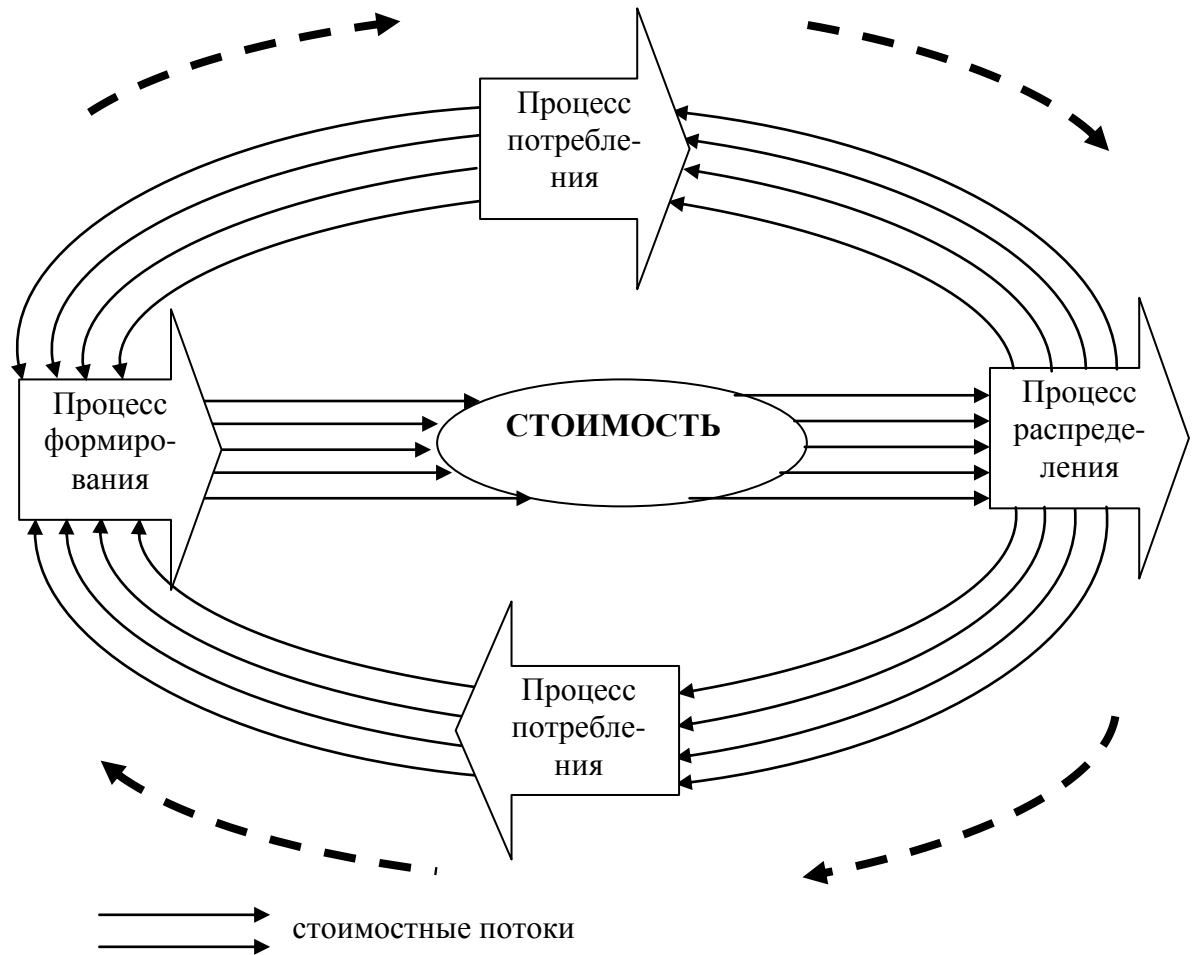 Процесс
потребле-
ния
Процесс
формиро-
вания
СТОИМОСТЬ
Процесс
распреде-
ления
Процесс
потребле-
ния
стоимостные потоки